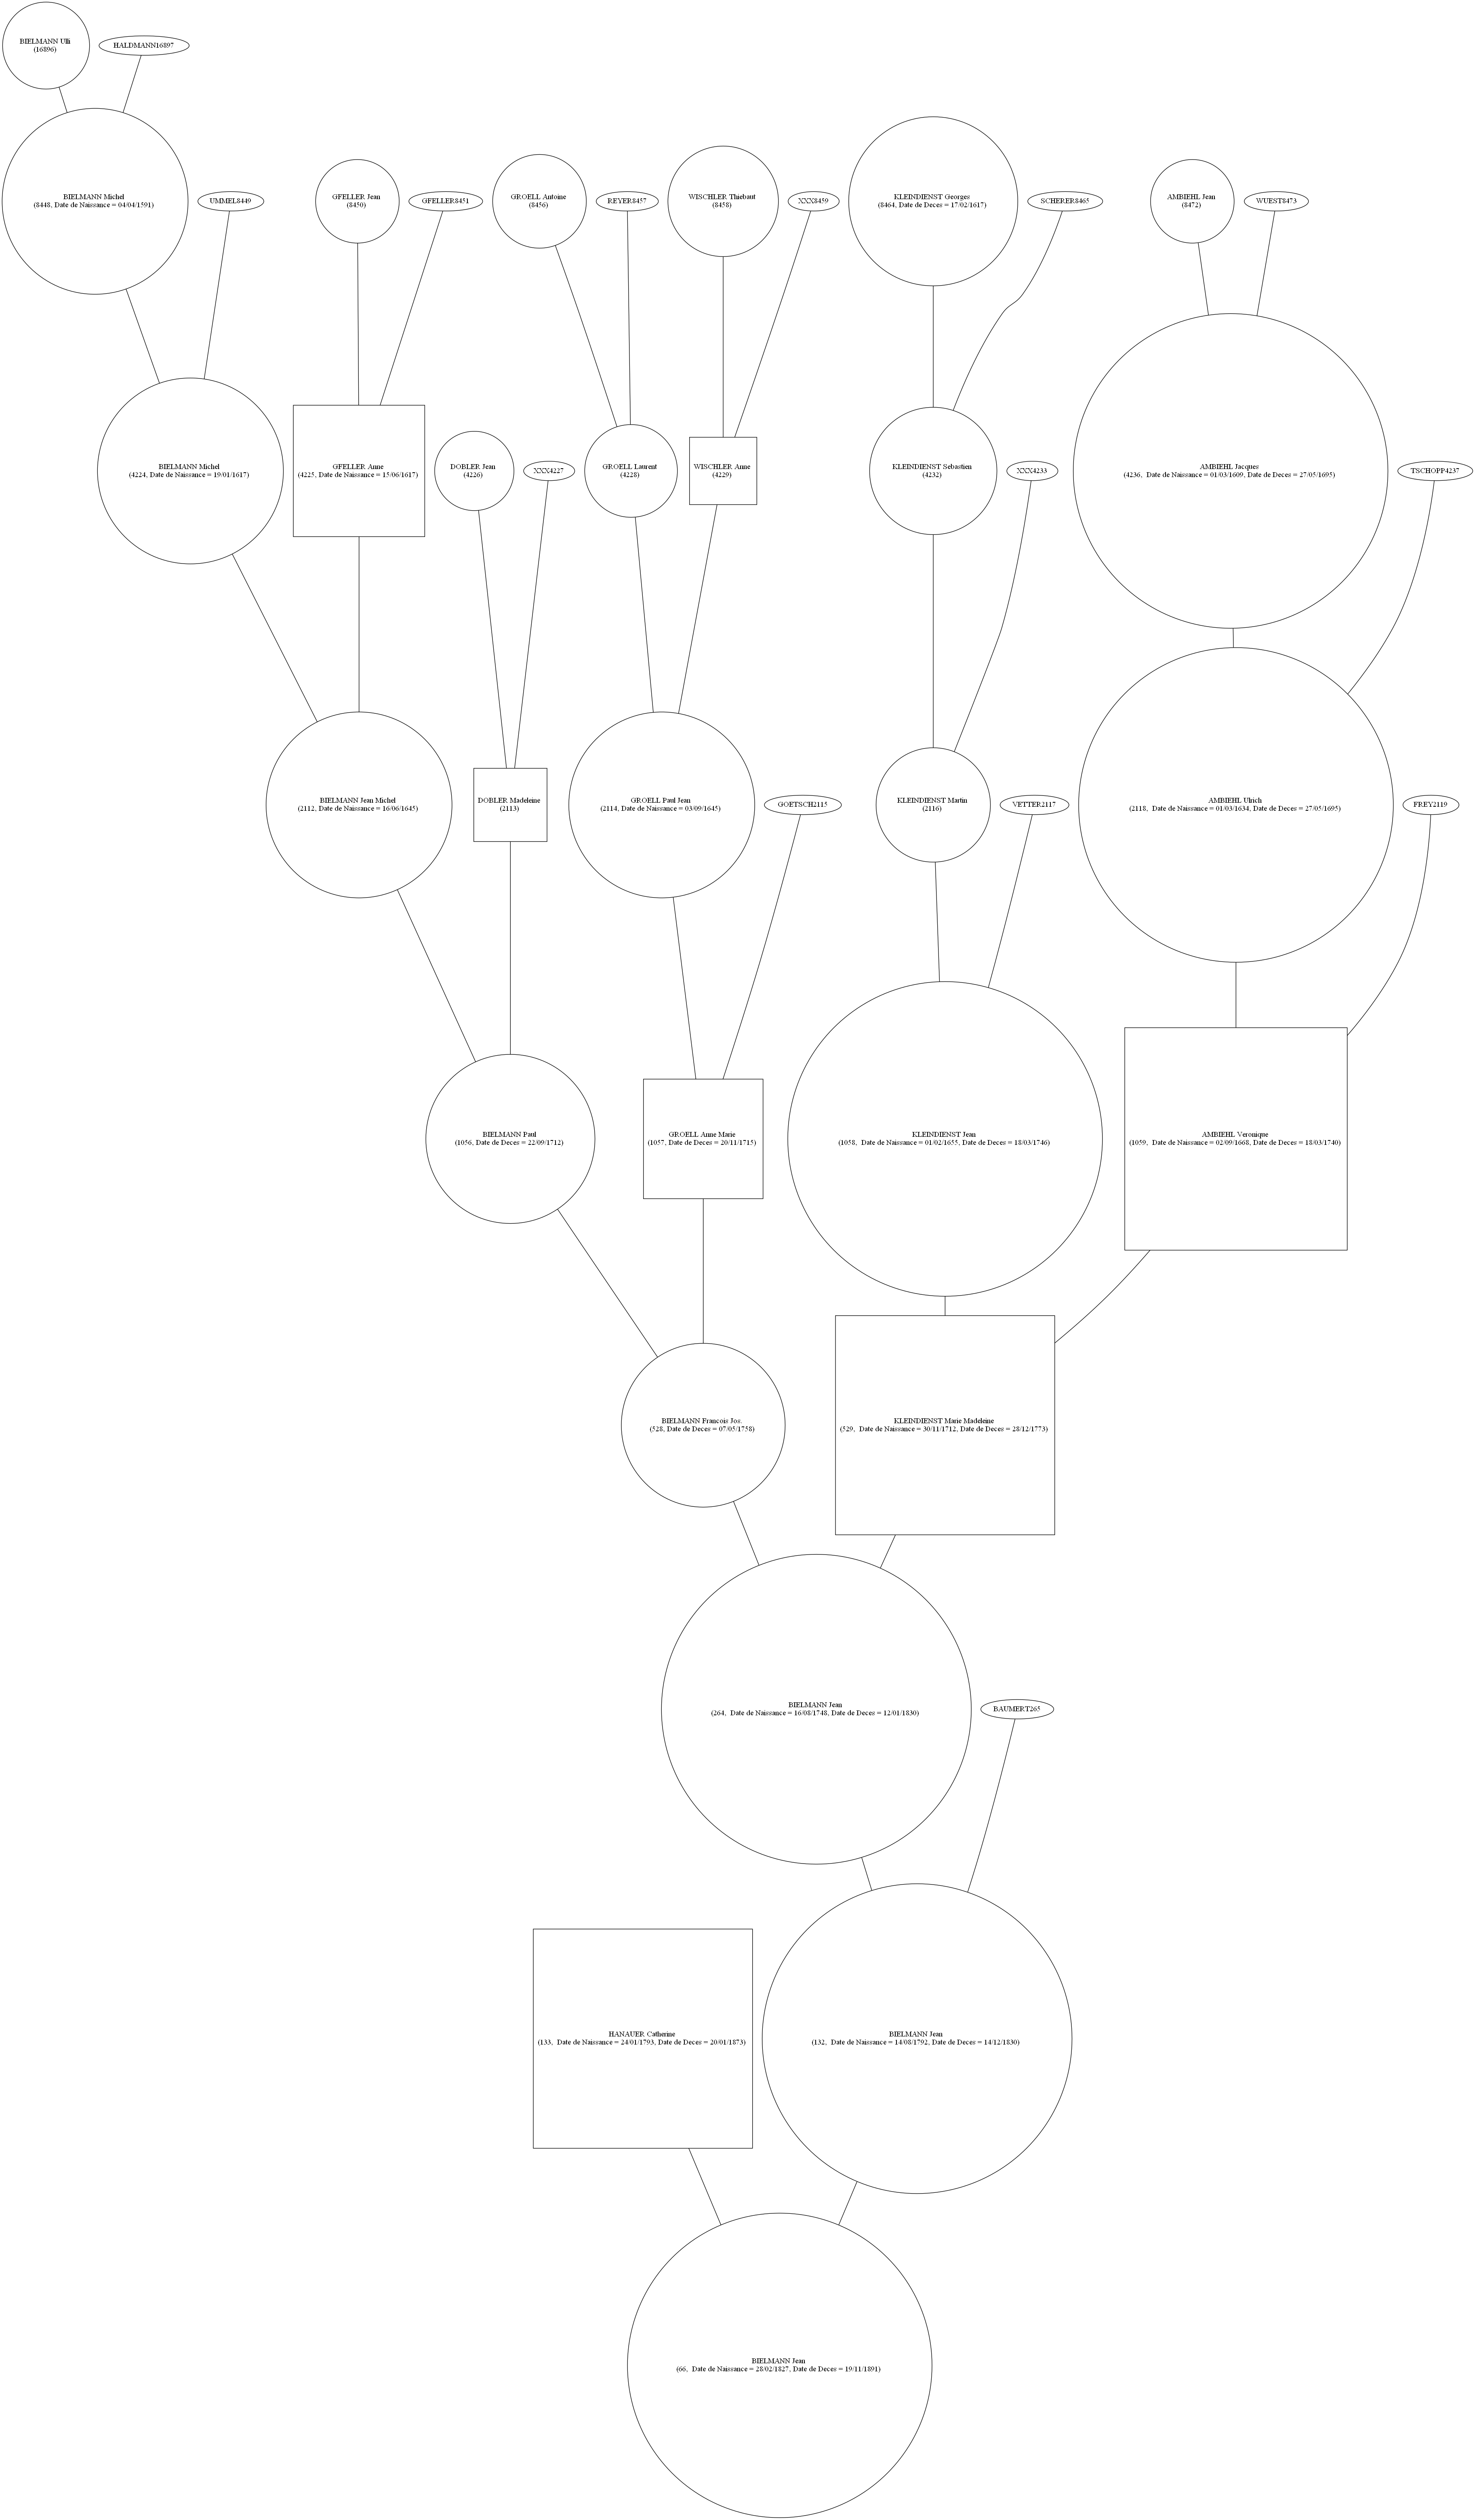 BIELMANN Ulli
(16896)
HALDMANN16897
BIELMANN Michel
(8448, Date de Naissance = 04/04/1591)
UMMEL8449
GFELLER Jean
(8450)
GFELLER8451
GROELL Antoine
(8456)
REYER8457
WISCHLER Thiebaut
(8458)
XXX8459
KLEINDIENST Georges
(8464, Date de Deces = 17/02/1617)
SCHERER8465
AMBIEHL Jean
(8472)
WUEST8473
BIELMANN Michel
(4224, Date de Naissance = 19/01/1617)
GFELLER Anne
(4225, Date de Naissance = 15/06/1617)
DOBLER Jean
(4226)
XXX4227
GROELL Laurent
(4228)
WISCHLER Anne
(4229)
KLEINDIENST Sebastien
(4232)
XXX4233
AMBIEHL Jacques
(4236,  Date de Naissance = 01/03/1609, Date de Deces = 27/05/1695)
TSCHOPP4237
BIELMANN Jean Michel
(2112, Date de Naissance = 16/06/1645)
DOBLER Madeleine
(2113)
GROELL Paul Jean
(2114, Date de Naissance = 03/09/1645)
GOETSCH2115
KLEINDIENST Martin
(2116)
VETTER2117
AMBIEHL Ulrich
(2118,  Date de Naissance = 01/03/1634, Date de Deces = 27/05/1695)
FREY2119
BIELMANN Paul
(1056, Date de Deces = 22/09/1712)
GROELL Anne Marie
(1057, Date de Deces = 20/11/1715)
KLEINDIENST Jean
(1058,  Date de Naissance = 01/02/1655, Date de Deces = 18/03/1746)
AMBIEHL Veronique
(1059,  Date de Naissance = 02/09/1668, Date de Deces = 18/03/1740)
BIELMANN Francois Jos.
(528, Date de Deces = 07/05/1758)
KLEINDIENST Marie Madeleine
(529,  Date de Naissance = 30/11/1712, Date de Deces = 28/12/1773)
BIELMANN Jean
(264,  Date de Naissance = 16/08/1748, Date de Deces = 12/01/1830)
BAUMERT265
HANAUER Catherine
(133,  Date de Naissance = 24/01/1793, Date de Deces = 20/01/1873)
BIELMANN Jean
(132,  Date de Naissance = 14/08/1792, Date de Deces = 14/12/1830)
BIELMANN Jean
(66,  Date de Naissance = 28/02/1827, Date de Deces = 19/11/1891)